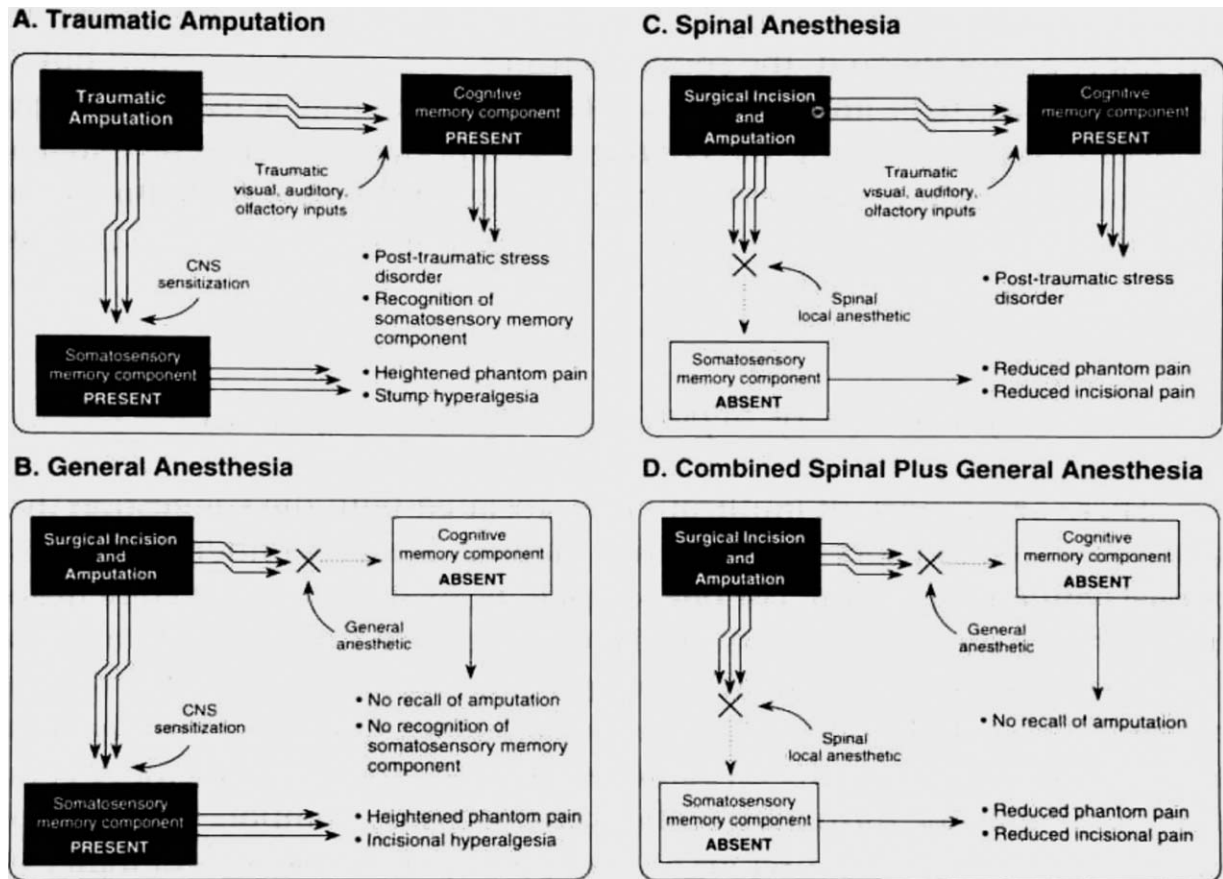 A. Traumatic Amputation
Traumatic
Amputation
Cognitive
memory component
PRESENT
Traumatic
visual, auditory,
olfactory inputs
CNS
sensitization
• Post-traumatic stress
disorder
• Recognition of
somatosensory memory
component
Somatosensory
memory component
PRESENT
• Heightened phantom pain
• Stump hyperalgesia
B. General Anesthesia
Surgical Incision
and
Amputation
Cognitive
memory component
ABSENT
General
anesthetic
CNS
sensitization
• No recall of amputation
• No recognition of
somatosensory memory
component
Somatosensory
memory component
PRESENT
• Heightened phantom pain
• Incisional hyperalgesia
C. Spinal Anesthesia
Surgical Incision
and
Amputation
Cognitive
memory component
PRESENT
Traumatic
visual, auditory,
olfactory inputs
Spinal
local anesthetic
• Post-traumatic stress
disorder
Somatosensory
memory component
ABSENT
• Reduced phantom pain
• Reduced incisional pain
D. Combined Spinal Plus General Anesthesia
Surgical Incision
and
Amputation
Cognitive
memory component
ABSENT
General
anesthetic
Spinal
local anesthetic
• No recall of amputation
Somatosensory
memory component
ABSENT
• Reduced phantom pain
• Reduced incisional pain